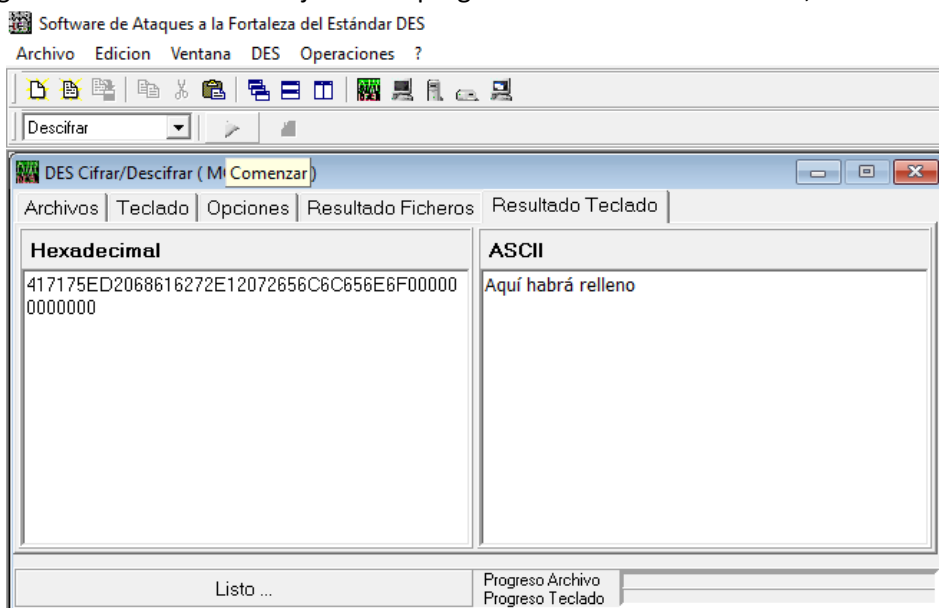 Software de Ataques a la Fortaleza del Estándar DES
Archivo Edicion Ventana DES Operaciones ?
Descifrar
DES Cifrar/Descifrar ( M Comenzar )
Archivos Teclado Opciones Resultado Ficheros Resultado Teclado
Hexadecimal ASCII
417175ED2068616272E12072656C6C656E6F00000 Aquí habrá relleno
0000000
Listo ... Progreso Archivo
Progreso Teclado